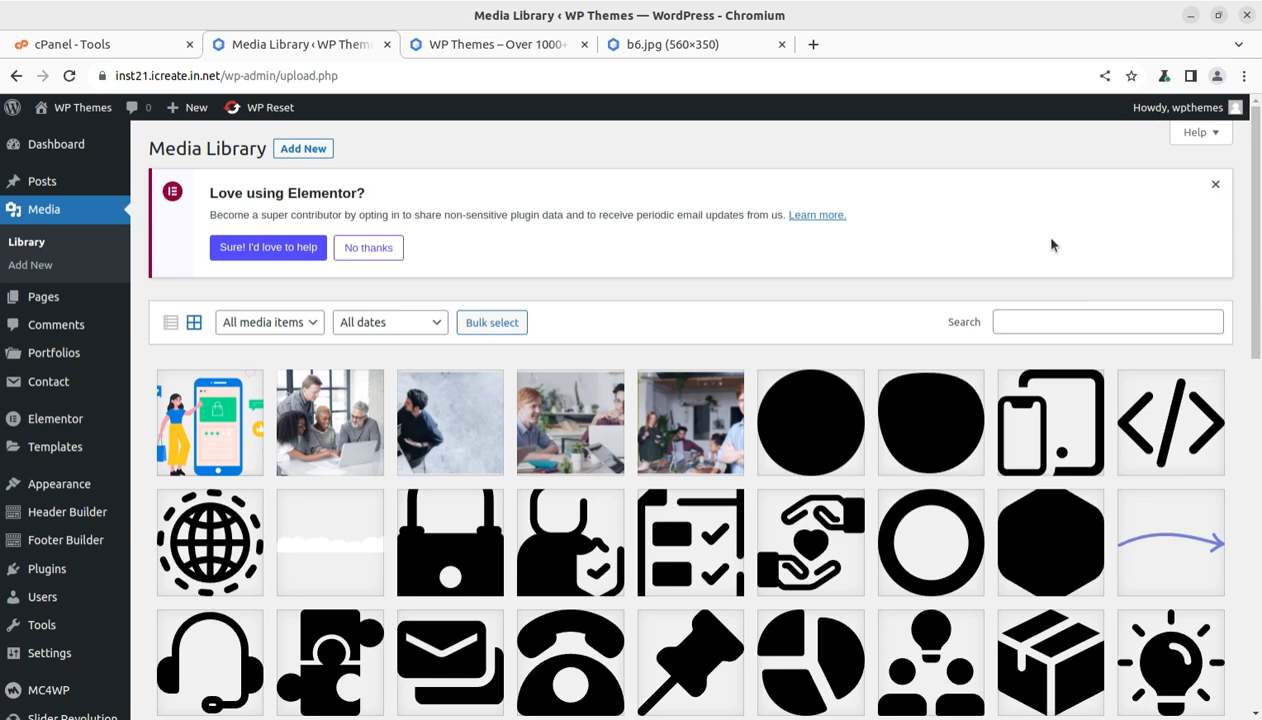 Media Library ‹ WP Themes — WordPress - Chromium
cPanel - Tools
Media Library ‹ WP Them
WP Themes – Over 1000+
b6.jpg (560×350)
inst21.icreate.in.net/wp-admin/upload.php
WP Themes
0
New
WP Reset
Howdy, wpthemes
Help
Dashboard
Posts
Media
Library
Add New
Pages
Comments
Portfolios
Contact
Elementor
Templates
Appearance
Header Builder
Footer Builder
Plugins
Users
Tools
Settings
MC4WP
Slider Revolution
Media Library
Add New
Love using Elementor?
Become a super contributor by opting in to share non-sensitive plugin data and to receive periodic email updates from us. Learn more.
Sure! I'd love to help
No thanks
All media items
All dates
Bulk select
Search